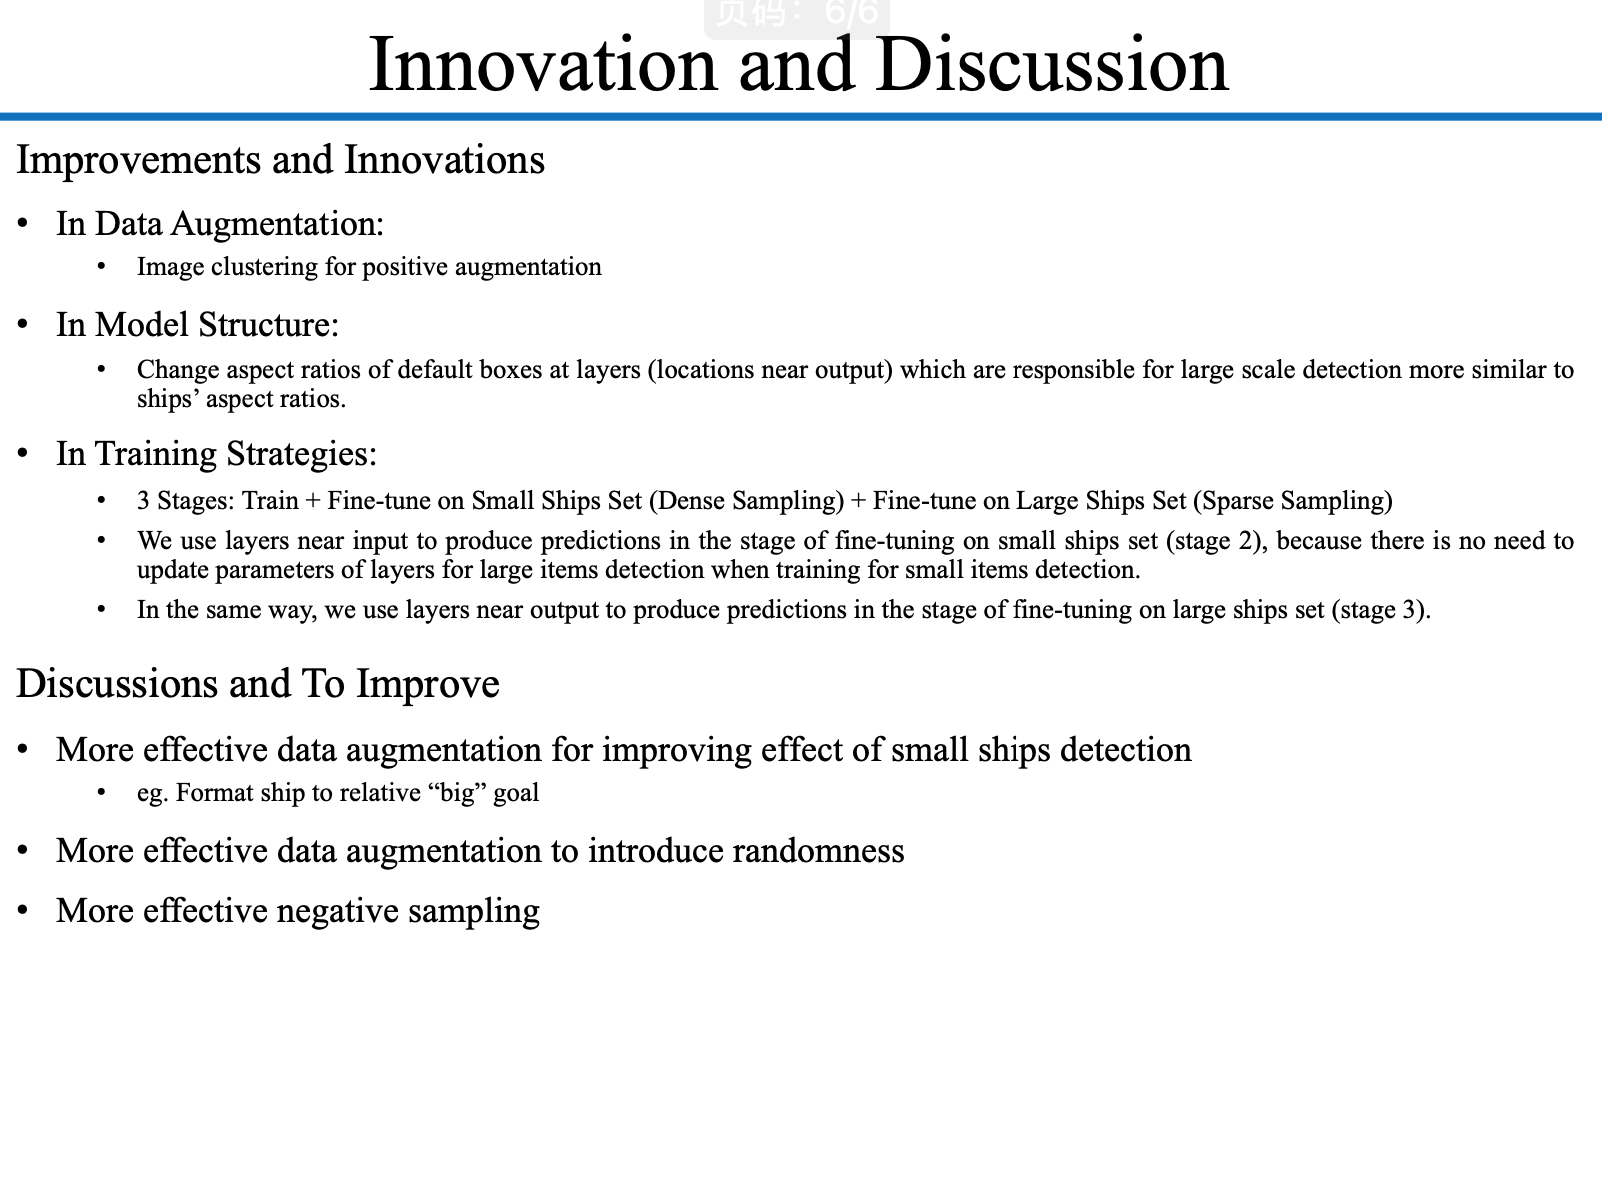 页码：6/6
Innovation and Discussion
Improvements and Innovations
• In Data Augmentation:
• Image clustering for positive augmentation
• In Model Structure:
• Change aspect ratios of default boxes at layers (locations near output) which are responsible for large scale detection more similar to
ships’ aspect ratios.
• In Training Strategies:
• 3 Stages: Train + Fine-tune on Small Ships Set (Dense Sampling) + Fine-tune on Large Ships Set (Sparse Sampling)
• We use layers near input to produce predictions in the stage of fine-tuning on small ships set (stage 2), because there is no need to
update parameters of layers for large items detection when training for small items detection.
• In the same way, we use layers near output to produce predictions in the stage of fine-tuning on large ships set (stage 3).
Discussions and To Improve
• More effective data augmentation for improving effect of small ships detection
• eg. Format ship to relative “big” goal
• More effective data augmentation to introduce randomness
• More effective negative sampling